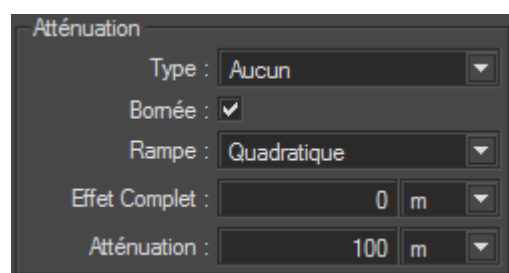 Atténuation
Type : Aucun
Bornée :
Rampe : Quadratique
Effet Complet : 0 m
Atténuation : 100 m